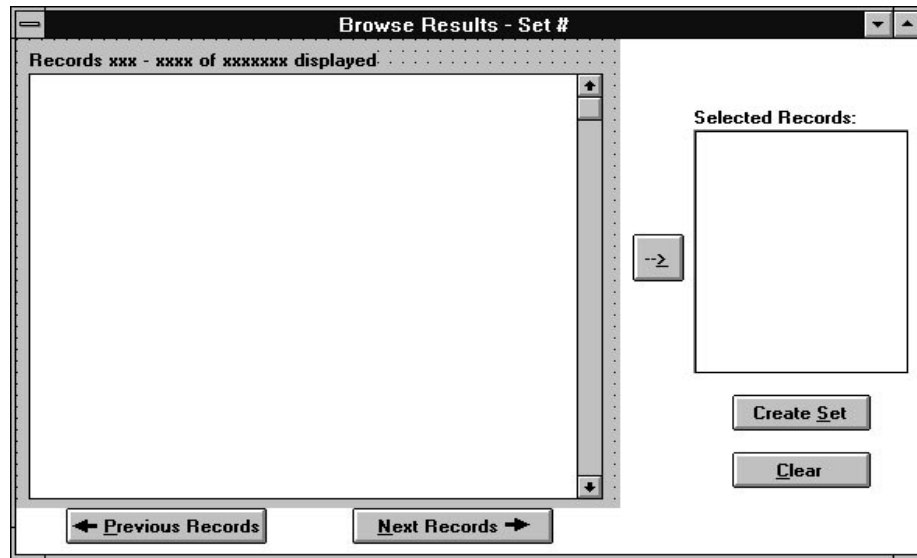 Browse Results - Set #
Records xxx - xxxx of xxxxxxx displayed
Selected Records:
-->
Create Set
Clear
Previous Records
Next Records